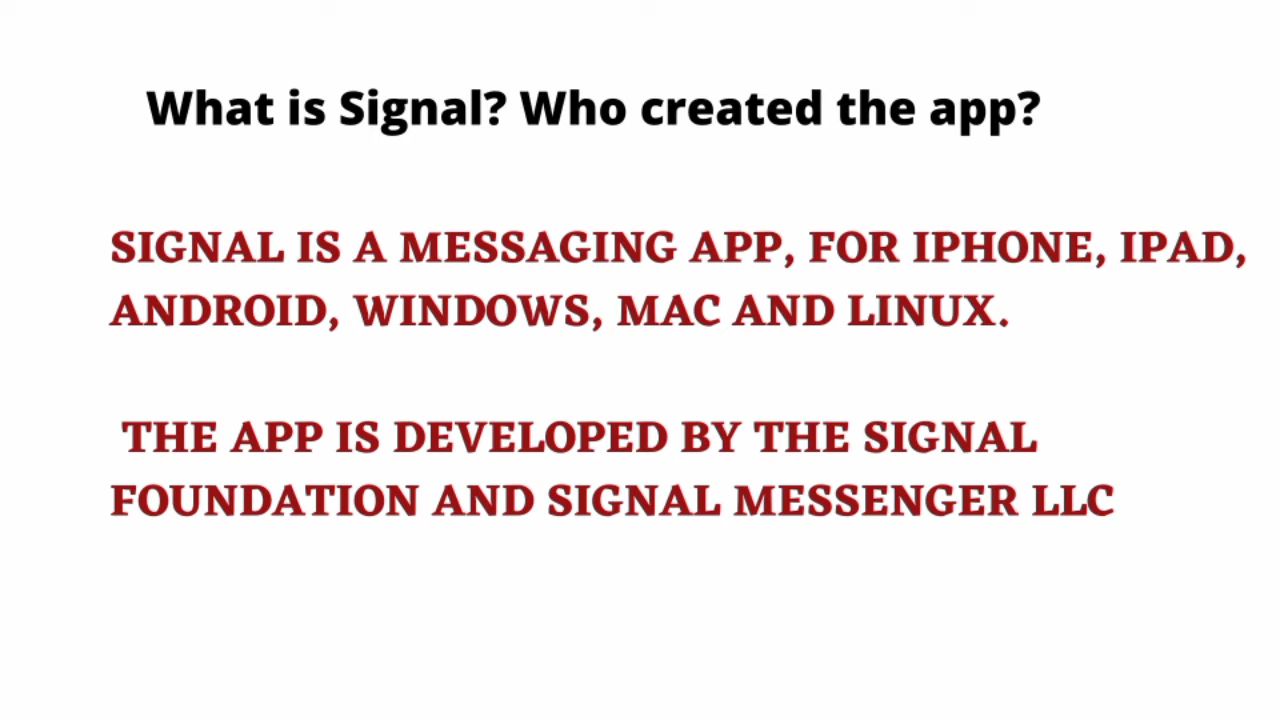 What is Signal? Who created the app?
SIGNAL IS A MESSAGING APP, FOR IPHONE, IPAD,
ANDROID, WINDOWS, MAC AND LINUX.
THE APP IS DEVELOPED BY THE SIGNAL
FOUNDATION AND SIGNAL MESSENGER LLC